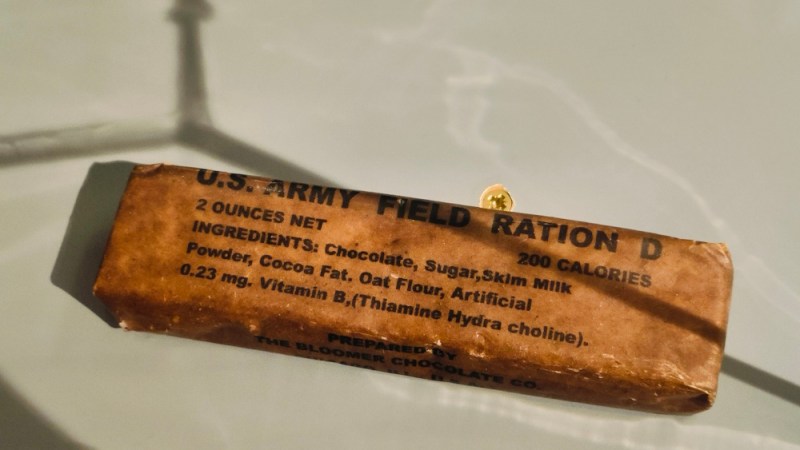 U.S. ARMY FIELD RATION D
2 OUNCES NET 200 CALORIES
INGREDIENTS: Chocolate, Sugar,Skim Milk
Powder, Cocoa Fat. Oat Flour, Artificial
0.23 mg. Vitamin B,(Thiamine Hydra choline).
PREPARED BY
THE BLOOMER CHOCOLATE CO.